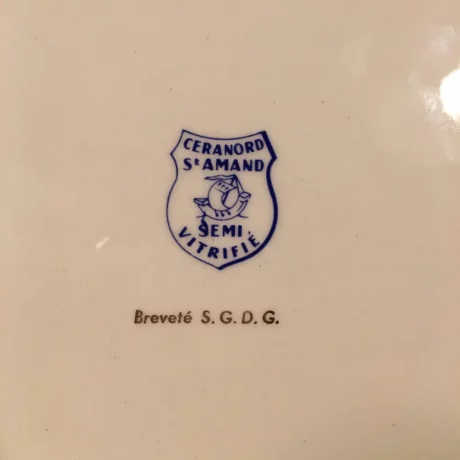 CERANORD
St AMAND
SEMI
VITRIFIÉ
Breveté S. G. D. G.